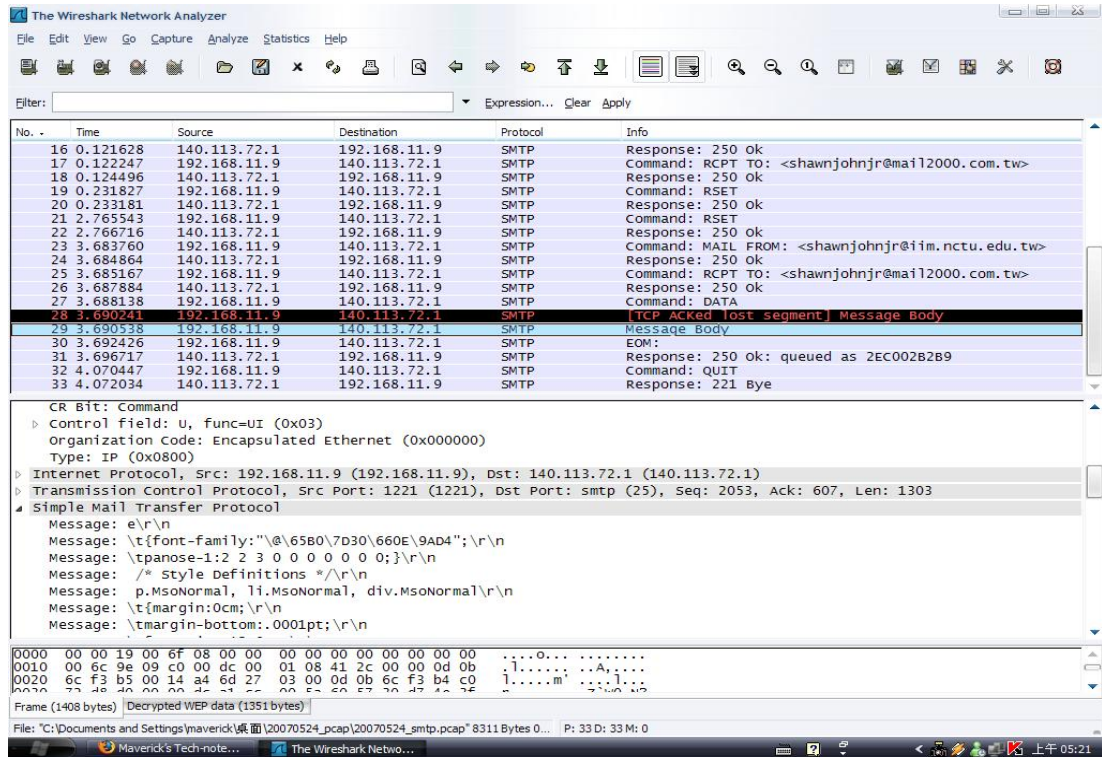 The Wireshark Network Analyzer
File Edit View Go Capture Analyze Statistics Help
Filter: Expression... Clear Apply
No. . Time Source Destination Protocol Info
16 0.121628 140.113.72.1 192.168.11.9 SMTP Response: 250 Ok
17 0.122247 192.168.11.9 140.113.72.1 SMTP Command: RCPT TO: <shawnjohnjr@mail2000.com.tw>
18 0.124496 140.113.72.1 192.168.11.9 SMTP Response: 250 Ok
19 0.231827 192.168.11.9 140.113.72.1 SMTP Command: RSET
20 0.233181 140.113.72.1 192.168.11.9 SMTP Response: 250 Ok
21 2.765543 192.168.11.9 140.113.72.1 SMTP Command: RSET
22 2.766716 140.113.72.1 192.168.11.9 SMTP Response: 250 Ok
23 3.683760 192.168.11.9 140.113.72.1 SMTP Command: MAIL FROM: <shawnjohnjr@iim.nctu.edu.tw>
24 3.684864 140.113.72.1 192.168.11.9 SMTP Response: 250 Ok
25 3.685167 192.168.11.9 140.113.72.1 SMTP Command: RCPT TO: <shawnjohnjr@mail2000.com.tw>
26 3.687884 140.113.72.1 192.168.11.9 SMTP Response: 250 Ok
27 3.688138 192.168.11.9 140.113.72.1 SMTP Command: DATA
28 3.690241 192.168.11.9 140.113.72.1 SMTP [TCP ACKed lost segment] Message Body
29 3.690538 192.168.11.9 140.113.72.1 SMTP Message Body
30 3.692426 192.168.11.9 140.113.72.1 SMTP EOM:
31 3.696717 140.113.72.1 192.168.11.9 SMTP Response: 250 Ok: queued as 2EC002B2B9
32 4.070447 192.168.11.9 140.113.72.1 SMTP Command: QUIT
33 4.072034 140.113.72.1 192.168.11.9 SMTP Response: 221 Bye
CR Bit: Command
Control field: U, func=UI (0x03)
Organization Code: Encapsulated Ethernet (0x000000)
Type: IP (0x0800)
Internet Protocol, Src: 192.168.11.9 (192.168.11.9), Dst: 140.113.72.1 (140.113.72.1)
Transmission Control Protocol, Src Port: 1221 (1221), Dst Port: smtp (25), Seq: 2053, Ack: 607, Len: 1303
Simple Mail Transfer Protocol
Message: e\r\n
Message: \t{font-family:"\@\65B0\7D30\660E\9AD4";\r\n
Message: \tpanose-1:2 2 3 0 0 0 0 0 0 0;}\r\n
Message: /* Style Definitions */\r\n
Message: p.MsoNormal, li.MsoNormal, div.MsoNormal\r\n
Message: \t{margin:0cm;\r\n
Message: \tmargin-bottom:.0001pt;\r\n
0000 00 00 19 00 6f 08 00 00 00 00 00 00 00 00 00 00 ....o... ........
0010 00 6c 9e 09 c0 00 dc 00 01 08 41 2c 00 00 0d 0b .l...... ..A,....
0020 6c f3 b5 00 14 a4 6d 27 03 00 0d 0b 6c f3 b4 c0 l.....m' ....l...
Frame (1408 bytes) Decrypted WEP data (1351 bytes)
File: "C:\Documents and Settings\maverick\桌面\20070524_pcap\20070524_smtp.pcap" 8311 Bytes 0... P: 33 D: 33 M: 0
Maverick's Tech-note... The Wireshark Netwo... 上午 05:21